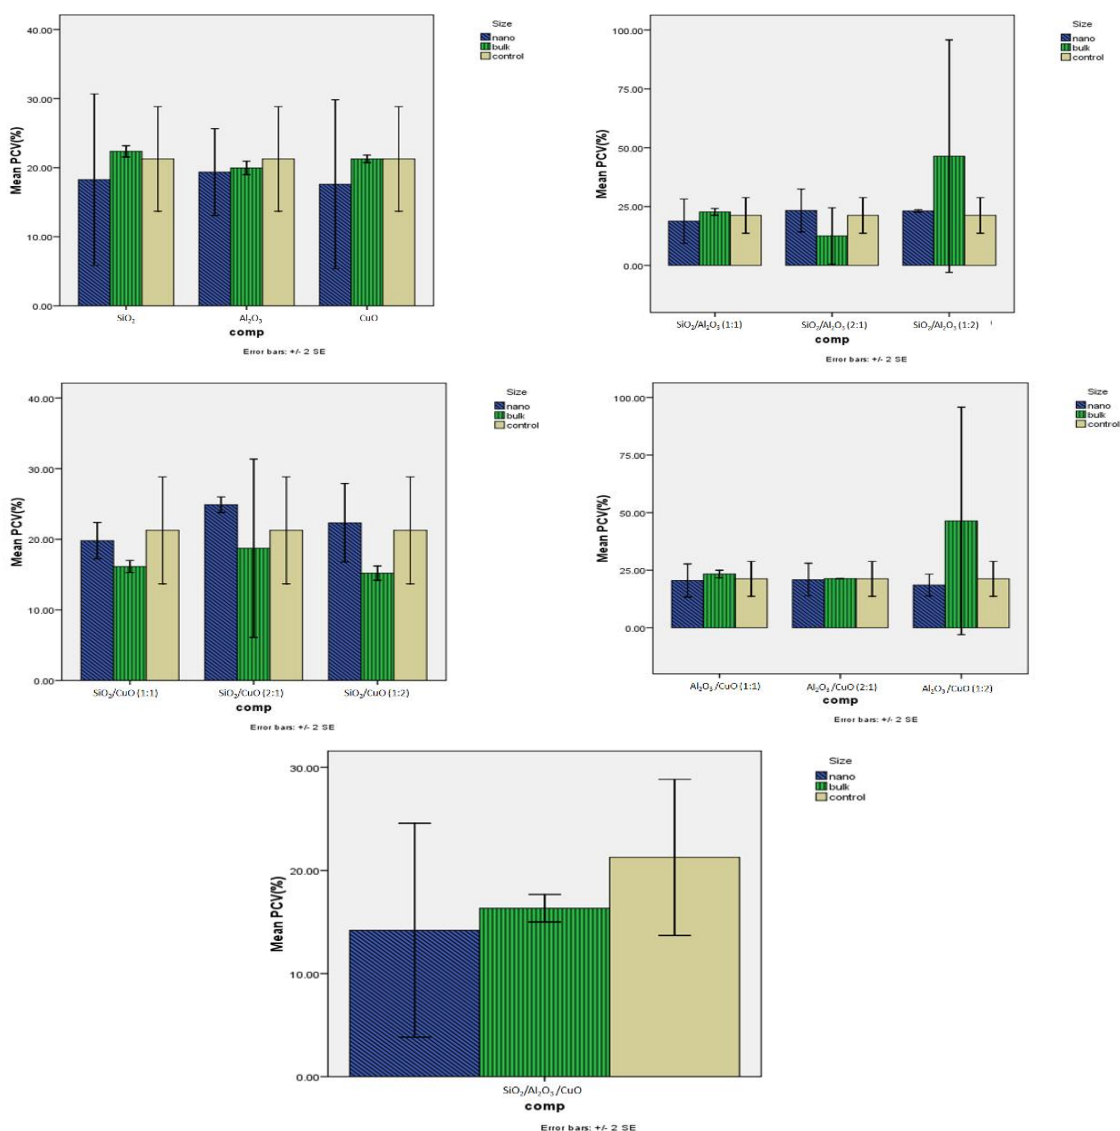 Size
nano
bulk
control
Mean PCV(%)
40.00
30.00
20.00
10.00
0.00
SiO₂ Al₂O₃ CuO
comp
Error bars: +/- 2 SE
Size
nano
bulk
control
Mean PCV(%)
100.00
75.00
50.00
25.00
0.00
SiO₂/Al₂O₃ (1:1) SiO₂/Al₂O₃ (2:1) SiO₂/Al₂O₃ (1:2)
comp
Error bars: +/- 2 SE
Size
nano
bulk
control
Mean PCV(%)
40.00
30.00
20.00
10.00
0.00
SiO₂/CuO (1:1) SiO₂/CuO (2:1) SiO₂/CuO (1:2)
comp
Error bars: +/- 2 SE
Size
nano
bulk
control
Mean PCV(%)
100.00
75.00
50.00
25.00
0.00
Al₂O₃/CuO (1:1) Al₂O₃/CuO (2:1) Al₂O₃/CuO (1:2)
comp
Error bars: +/- 2 SE
Size
nano
bulk
control
Mean PCV(%)
30.00
20.00
10.00
0.00
SiO₂/Al₂O₃/CuO
comp
Error bars: +/- 2 SE